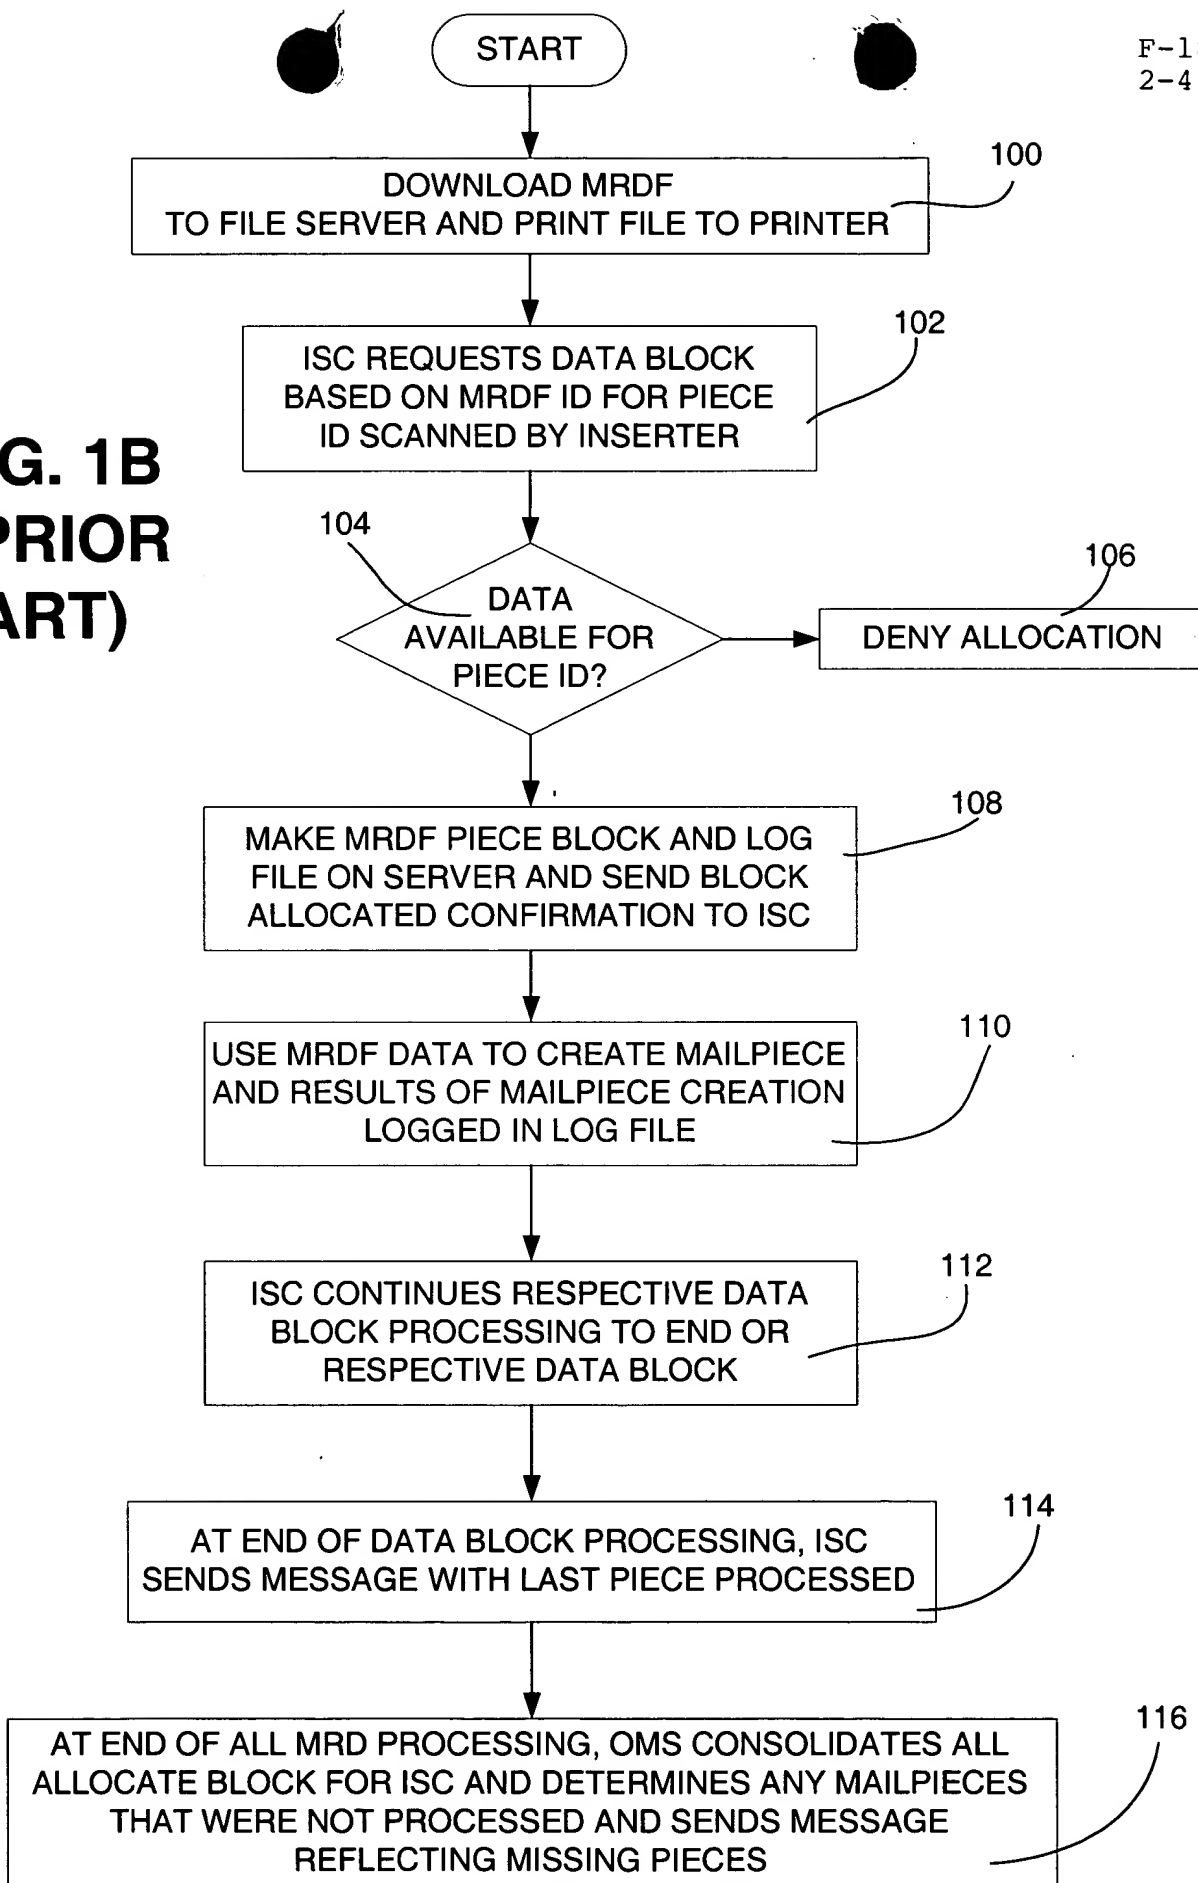 START
F-1
2-4
100
DOWNLOAD MRDF
TO FILE SERVER AND PRINT FILE TO PRINTER
102
ISC REQUESTS DATA BLOCK
BASED ON MRDF ID FOR PIECE
ID SCANNED BY INSERTER
G. 1B
PRIOR
ART)
104
DATA
AVAILABLE FOR
PIECE ID?
106
DENY ALLOCATION
108
MAKE MRDF PIECE BLOCK AND LOG
FILE ON SERVER AND SEND BLOCK
ALLOCATED CONFIRMATION TO ISC
110
USE MRDF DATA TO CREATE MAILPIECE
AND RESULTS OF MAILPIECE CREATION
LOGGED IN LOG FILE
112
ISC CONTINUES RESPECTIVE DATA
BLOCK PROCESSING TO END OR
RESPECTIVE DATA BLOCK
114
AT END OF DATA BLOCK PROCESSING, ISC
SENDS MESSAGE WITH LAST PIECE PROCESSED
116
AT END OF ALL MRD PROCESSING, OMS CONSOLIDATES ALL
ALLOCATE BLOCK FOR ISC AND DETERMINES ANY MAILPIECES
THAT WERE NOT PROCESSED AND SENDS MESSAGE
REFLECTING MISSING PIECES